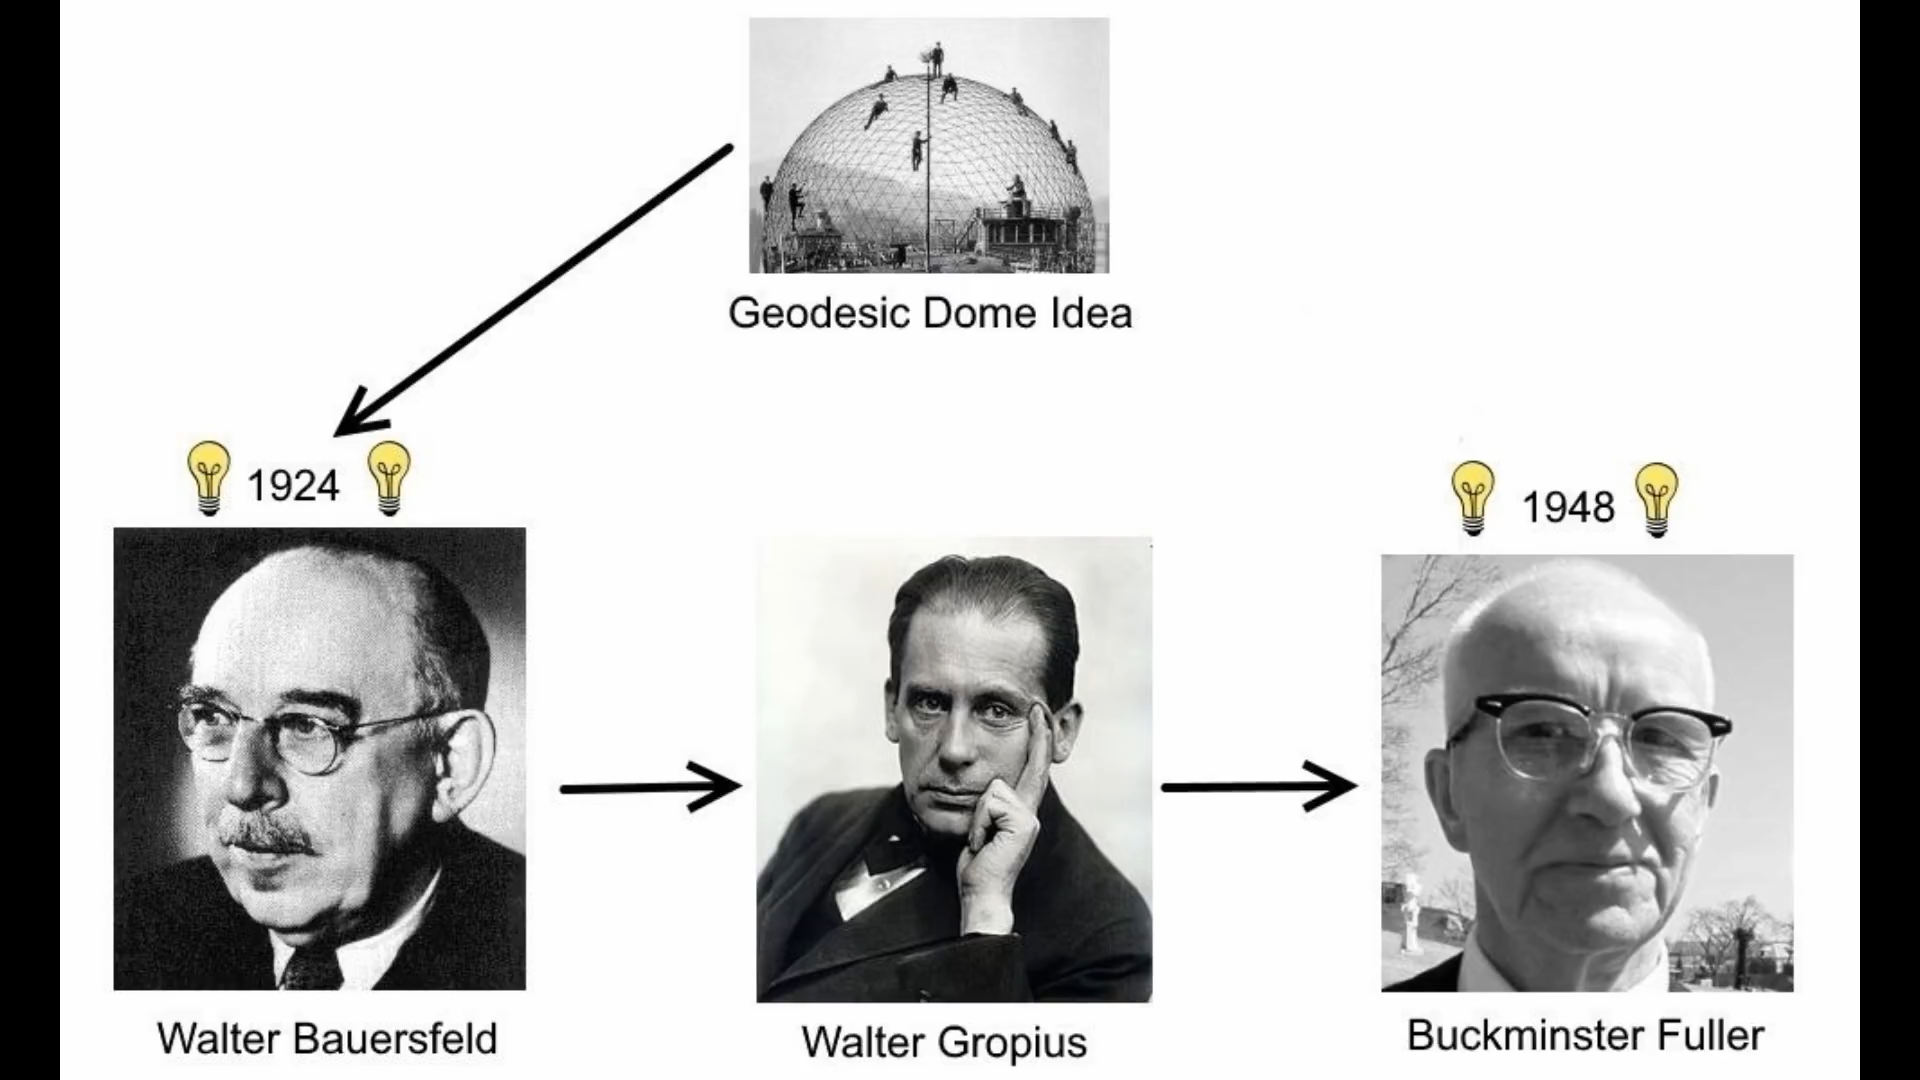 Geodesic Dome Idea
1924
1948
Walter Bauersfeld
Walter Gropius
Buckminster Fuller